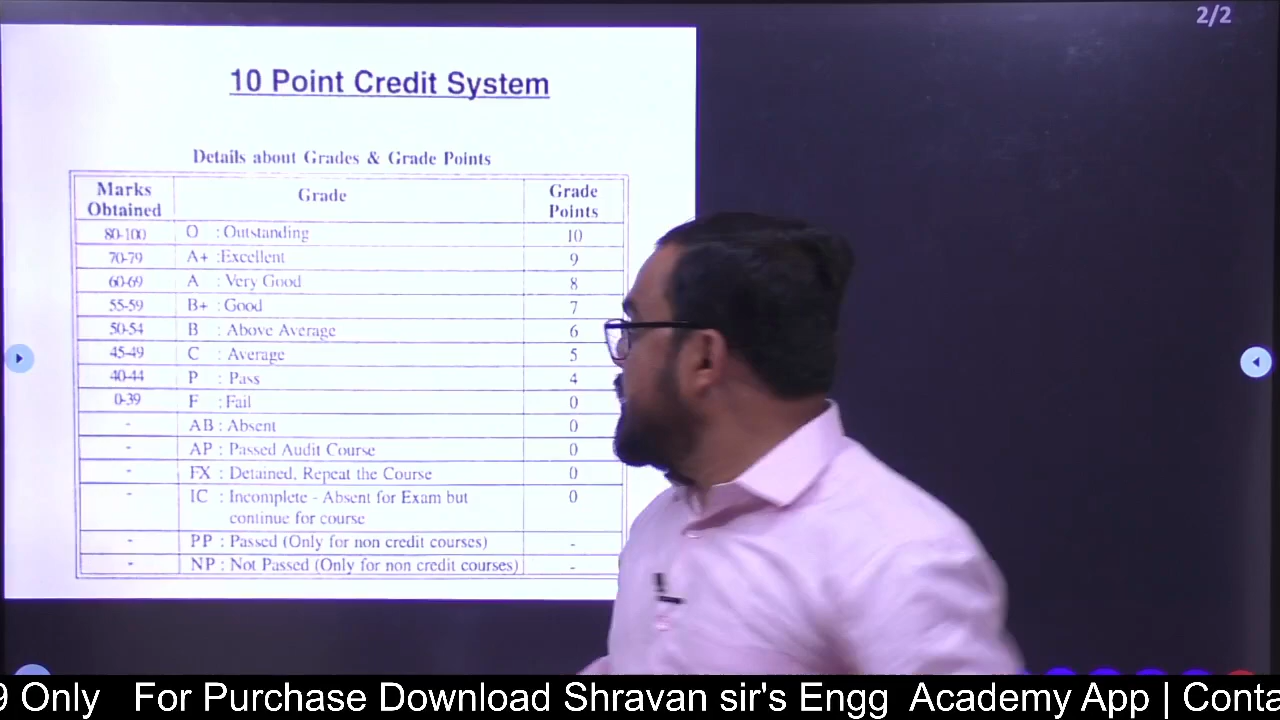 2/2
10 Point Credit System
Details about Grades & Grade Points
Marks Obtained Grade Grade Points
80-100 O : Outstanding 10
70-79 A+ :Excellent 9
60-69 A : Very Good 8
55-59 B+ : Good 7
50-54 B : Above Average 6
45-49 C : Average 5
40-44 P : Pass 4
0-39 F : Fail 0
- AB : Absent 0
- AP : Passed Audit Course 0
- FX : Detained, Repeat the Course 0
- IC : Incomplete - Absent for Exam but 0
continue for course
- PP : Passed (Only for non credit courses) -
- NP : Not Passed (Only for non credit courses) -
9 Only For Purchase Download Shravan sir's Engg Academy App | Conta